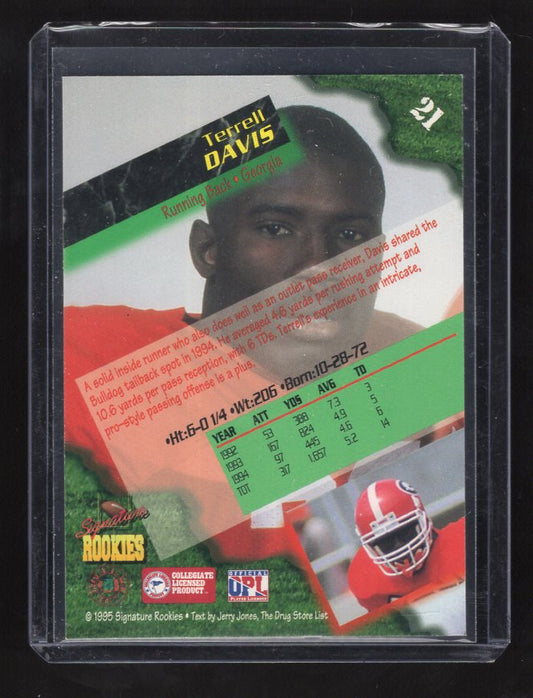 21
Terrell
DAVIS
Running Back • Georgia
A solid inside runner who also does well as an outlet pass receiver, Davis shared the
Bulldog tailback spot in 1994. He averaged 4.6 yards per rushing attempt and
10.6 yards per pass reception, with 6 TDs. Terrell's experience in an intricate,
pro-style passing offense is a plus.
•Ht:6-0 1/4 •Wt:206 •Born:10-28-72
YEAR ATT YDS AVG TD
1992 53 388 7.3 3
1993 167 824 4.9 5
1994 97 445 4.6 6
TOT 317 1,657 5.2 14
Signature
ROOKIES
COLLEGIATE
LICENSED
PRODUCT
OFFICIAL
UPL
PLAYER LICENSEE
© 1995 Signature Rookies • Text by Jerry Jones, The Drug Store List